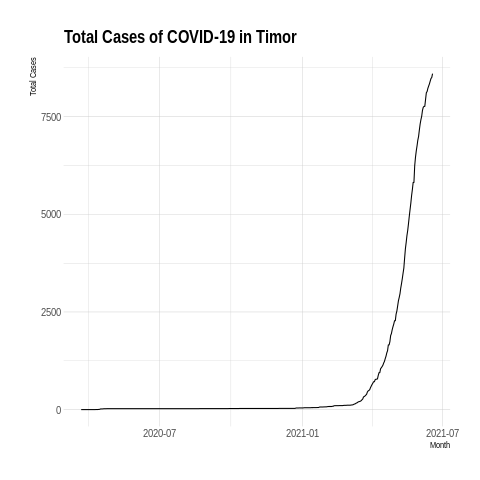 Total Cases of COVID-19 in Timor
Total Cases
7500
5000
2500
0
2020-07 2021-01 2021-07
Month